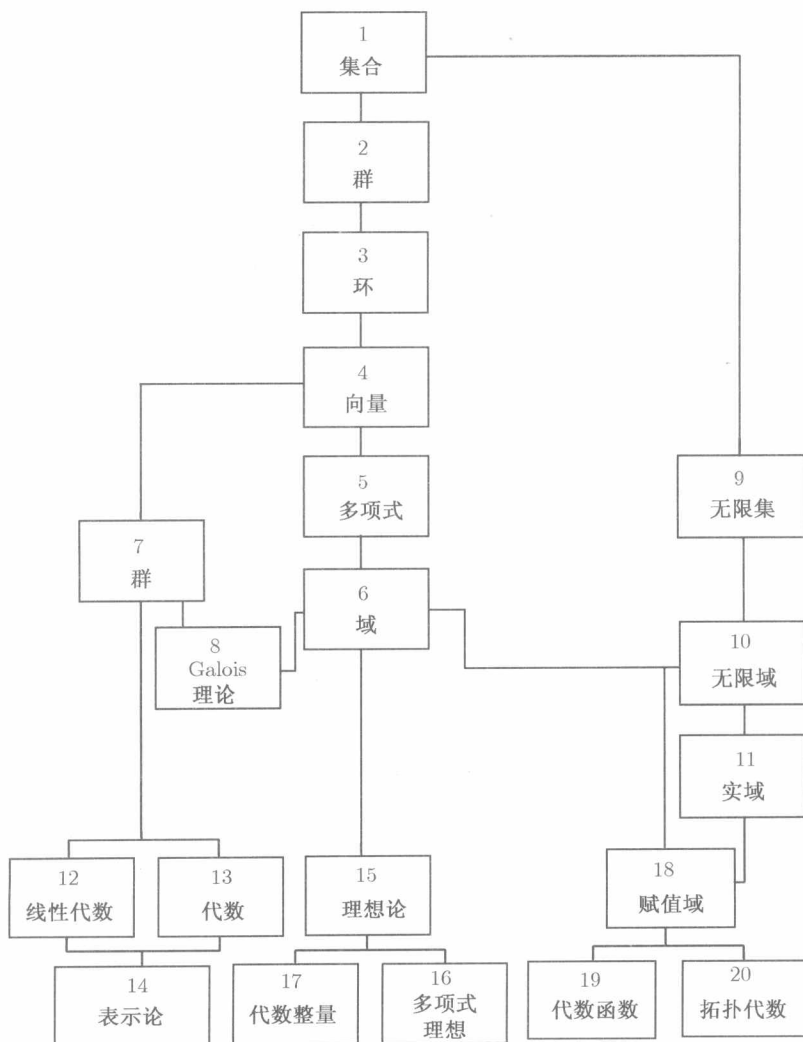 1
集合
2
群
3
环
4
向量
5
多项式
9
无限集
7
群
6
域
8
Galois
理论
10
无限域
11
实域
12
线性代数
13
代数
15
理想论
18
赋值域
14
表示论
17
代数整量
16
多项式
理想
19
代数函数
20
拓扑代数